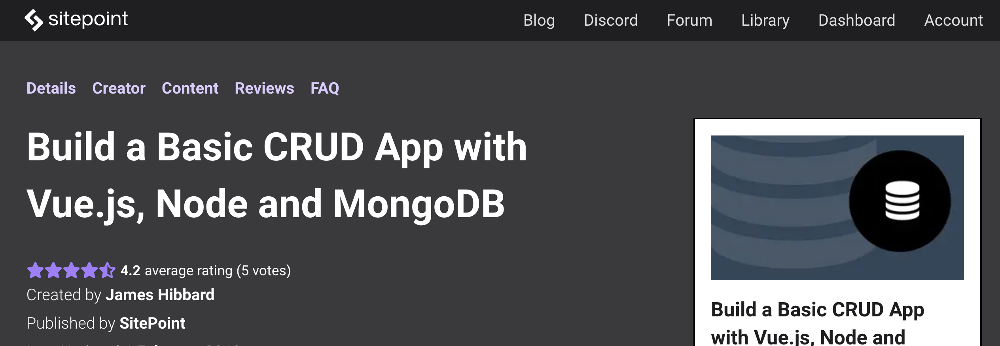 sitepoint
Blog Discord Forum Library Dashboard Account
Details Creator Content Reviews FAQ
Build a Basic CRUD App with
Vue.js, Node and MongoDB
4.2 average rating (5 votes)
Created by James Hibbard
Published by SitePoint
Build a Basic CRUD App
with Vue.js, Node and